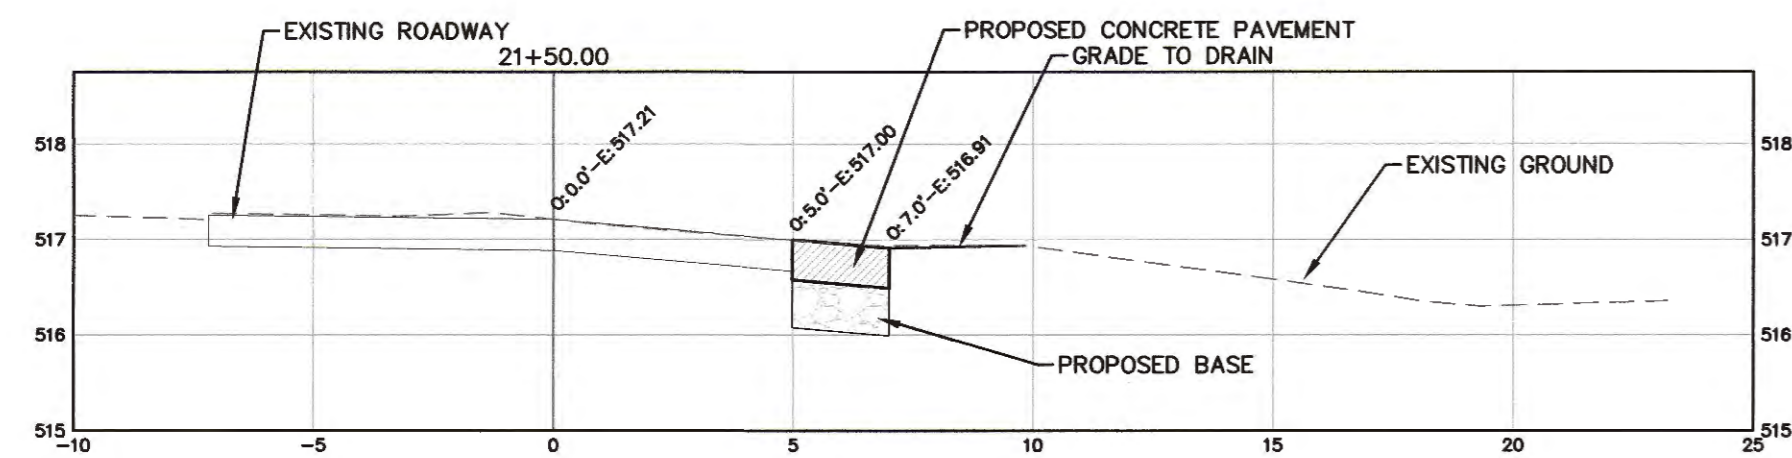 EXISTING ROADWAY
PROPOSED CONCRETE PAVEMENT
21+50.00
GRADE TO DRAIN
O:0.0'-E:517.21
O:5.0'-E:517.00
O:7.0'-E:516.91
518
518
EXISTING GROUND
517
517
516
516
PROPOSED BASE
515
515
-10
-5
0
5
10
15
20
25